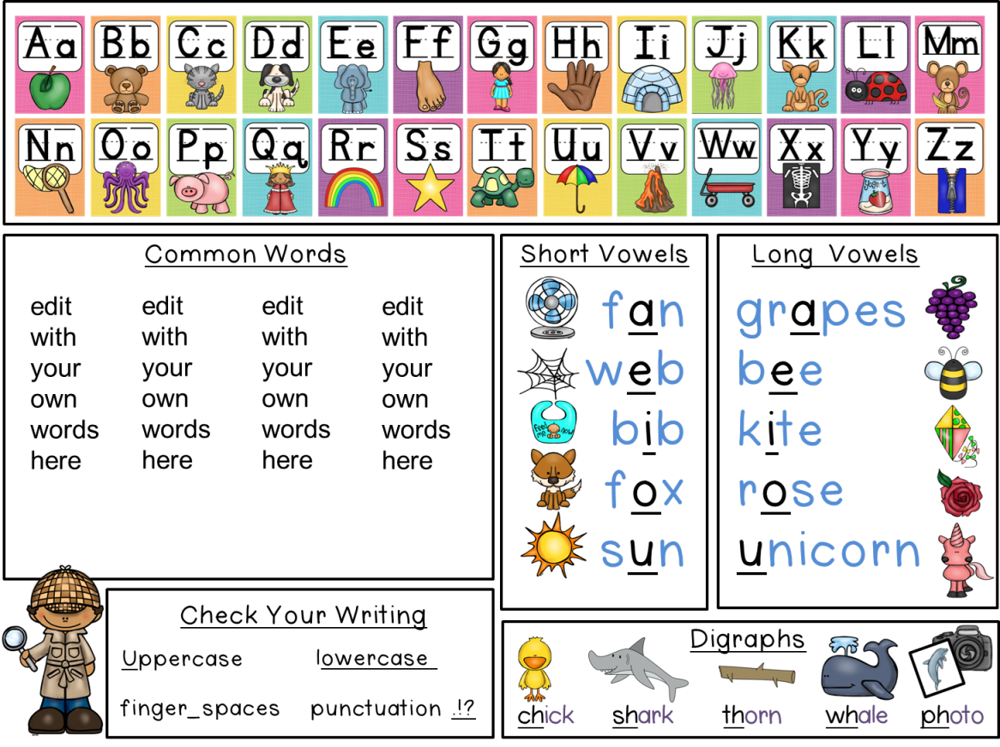 Aa Bb Cc Dd Ee Ff Gg Hh Ii Jj Kk Ll Mm
Nn Oo Pp Qq Rr Ss Tt Uu Vv Ww Xx Yy Zz
Yogurt
Common Words
edit edit edit edit
with with with with
your your your your
own own own own
words words words words
here here here here
Short Vowels
fan
web
feed me now
bib
fox
sun
Long Vowels
grapes
bee
kite
rose
unicorn
Check Your Writing
Uppercase lowercase
finger_spaces punctuation .!?
Digraphs
chick shark thorn whale photo